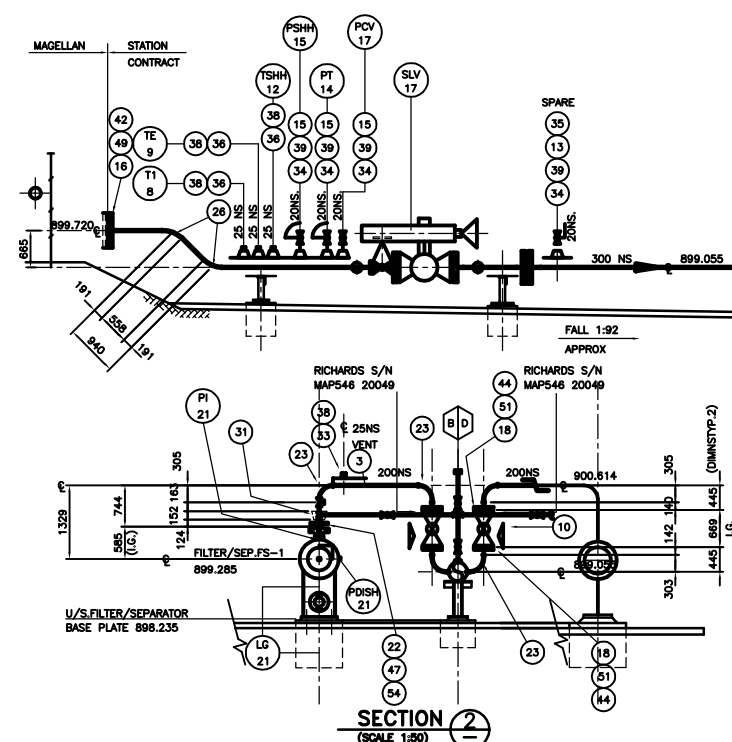 MAGELLAN
STATION
CONTRACT
PSHH
15
PCV
17
TSHH
12
PT
14
SLV
17
42
49
16
TE
9
38
36
T1
8
38
36
38
36
15
39
34
15
39
34
15
39
34
SPARE
35
13
39
34
25 NS
25 NS
25 NS
20NS.
20NS.
20NS.
20NS.
26
899.720
665
300 NS
899.055
191
558
191
940
FALL 1:92
APPROX
RICHARDS S/N
MAP546 20049
RICHARDS S/N
MAP546 20049
PI
21
38
33
25NS
VENT
44
51
18
B
D
31
23
3
23
200NS
200NS
900.614
305
163
152
124
744
585
(I.G.)
1329
305
140
142
303
445
669
445
(DIMNSTYP.2)
I.G.
10
FILTER/SEP.FS-1
899.285
PDISH
21
U/S.FILTER/SEPARATOR
BASE PLATE 898.235
LG
21
22
47
54
23
18
51
44
SECTION
2
(SCALE 1:50)